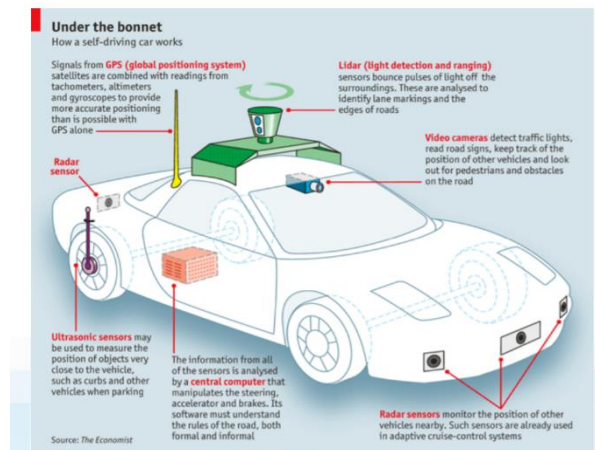 Under the bonnet
How a self-driving car works
Signals from GPS (global positioning system)
satellites are combined with readings from
tachometers, altimeters
and gyroscopes to provide
more accurate positioning
than is possible with
GPS alone
Lidar (light detection and ranging)
sensors bounce pulses of light off the
surroundings. These are analysed to
identify lane markings and the
edges of roads
Video cameras detect traffic lights,
read road signs, keep track of the
position of other vehicles and look
out for pedestrians and obstacles
on the road
Radar
sensor
Ultrasonic sensors may
be used to measure the
position of objects very
close to the vehicle,
such as curbs and other
vehicles when parking
The information from all
of the sensors is analysed
by a central computer that
manipulates the steering,
accelerator and brakes. Its
software must understand
the rules of the road, both
formal and informal
Radar sensors monitor the position of other
vehicles nearby. Such sensors are already used
in adaptive cruise-control systems
Source: The Economist